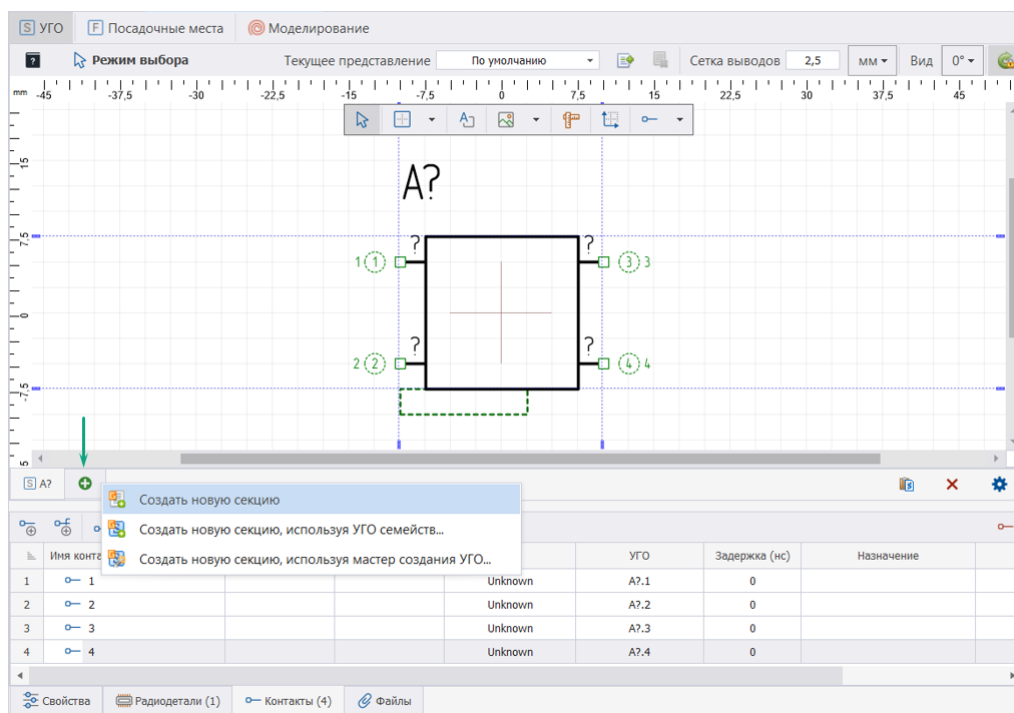 S УГО F Посадочные места Моделирование
? Режим выбора Текущее представление По умолчанию Сетка выводов 2,5 мм Вид 0°
mm -45 -37,5 -30 -22,5 -15 -7,5 0 7,5 15 22,5 30 37,5 45
A
15
A?
7,5
? ?
1 1 3 3
0
? ?
2 2 4 4
-7,5
S A?
Создать новую секцию
Создать новую секцию, используя УГО семейств...
Создать новую секцию, используя мастер создания УГО...
Имя конта УГО Задержка (нс) Назначение
1 1 Unknown A?.1 0
2 2 Unknown A?.2 0
3 3 Unknown A?.3 0
4 4 Unknown A?.4 0
Свойства Радиодетали (1) Контакты (4) Файлы